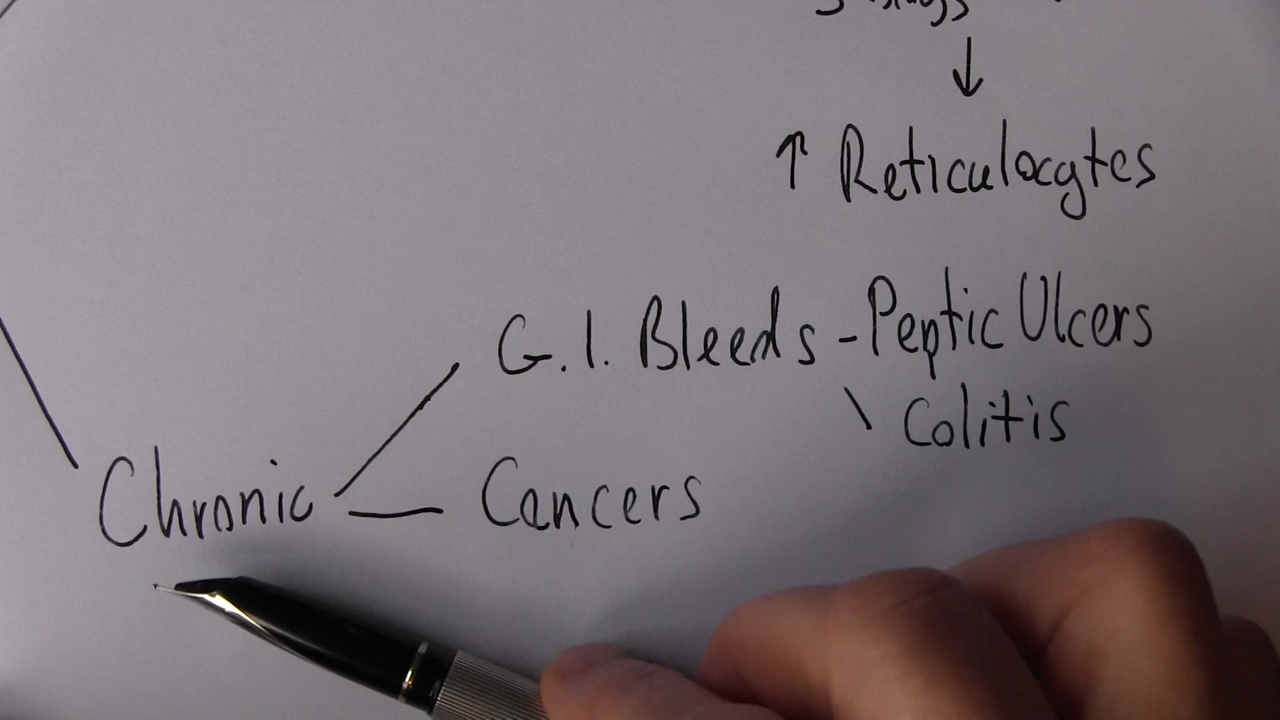 ↓
↑ Reticulocytes
G.I. Bleeds - Peptic Ulcers
\ Colitis
Chronic — Cancers